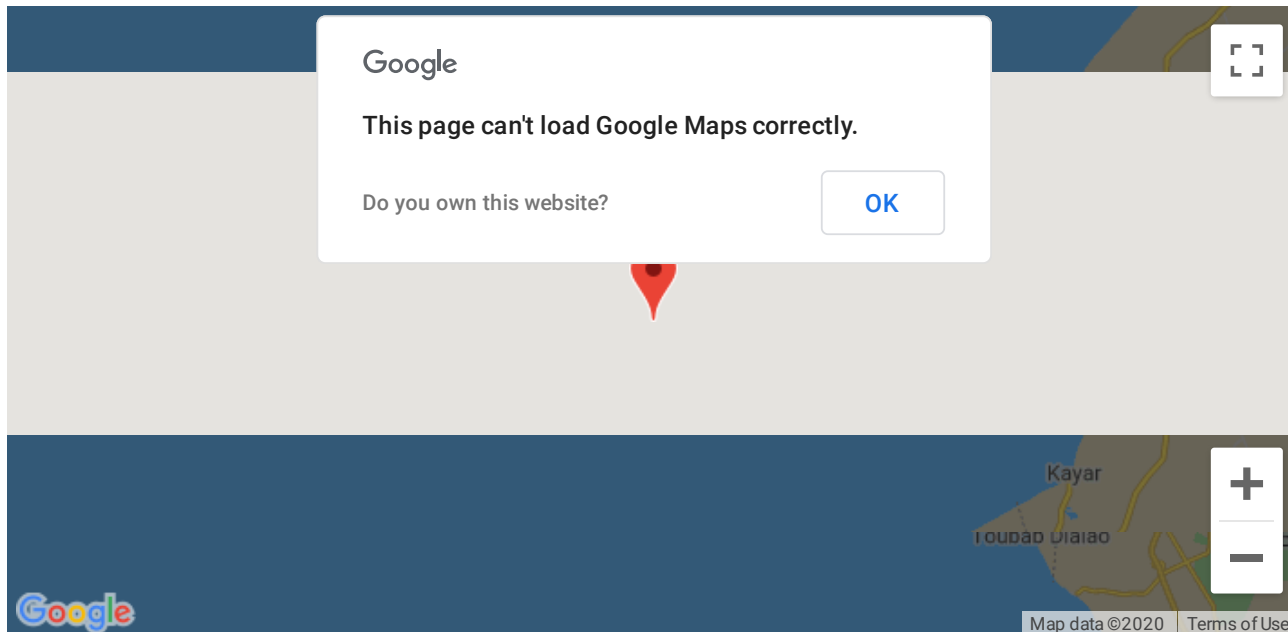 Google
This page can't load Google Maps correctly.
Do you own this website?
OK
Kayar
Toubab Dialao
Google
Map data ©2020
Terms of Use